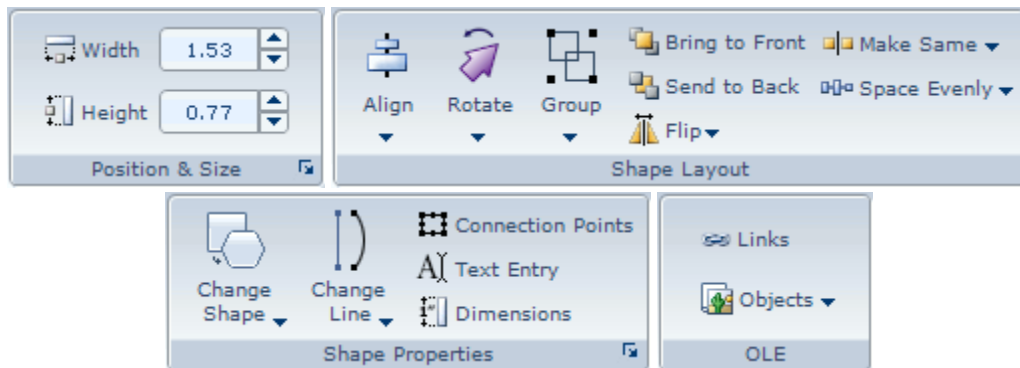 Width 1.53
Height 0.77
Position & Size
Align
Rotate
Group
Bring to Front
Make Same
Send to Back
Space Evenly
Flip
Shape Layout
Change
Shape
Change
Line
Connection Points
Text Entry
Dimensions
Shape Properties
Links
Objects
OLE